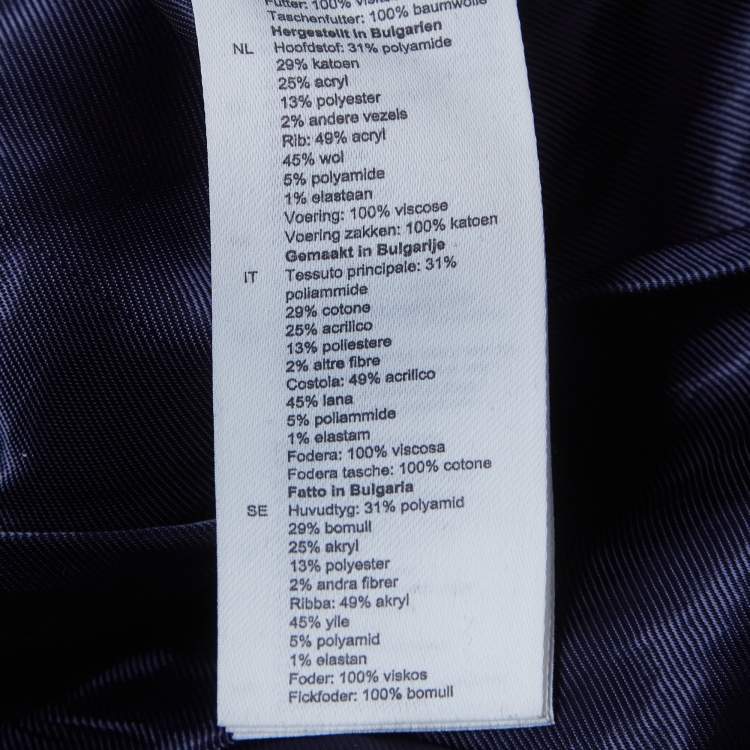 Futter: 100%
Taschenfutter: 100% baumwolle
Hergestellt in Bulgarien
NL Hoofdstof: 31% polyamide
29% katoen
25% acryl
13% polyester
2% andere vezels
Rib: 49% acryl
45% wol
5% polyamide
1% elastaan
Voering: 100% viscose
Voering zakken: 100% katoen
Gemaakt in Bulgarije
IT Tessuto principale: 31%
poliammide
29% cotone
25% acrilico
13% poliestere
2% altre fibre
Costola: 49% acrilico
45% lana
5% poliammide
1% elastam
Fodera: 100% viscosa
Fodera tasche: 100% cotone
Fatto in Bulgaria
SE Huvudtyg: 31% polyamid
29% bomull
25% akryl
13% polyester
2% andra fibrer
Ribba: 49% akryl
45% ylle
5% polyamid
1% elastan
Foder: 100% viskos
Fickfoder: 100% bomull